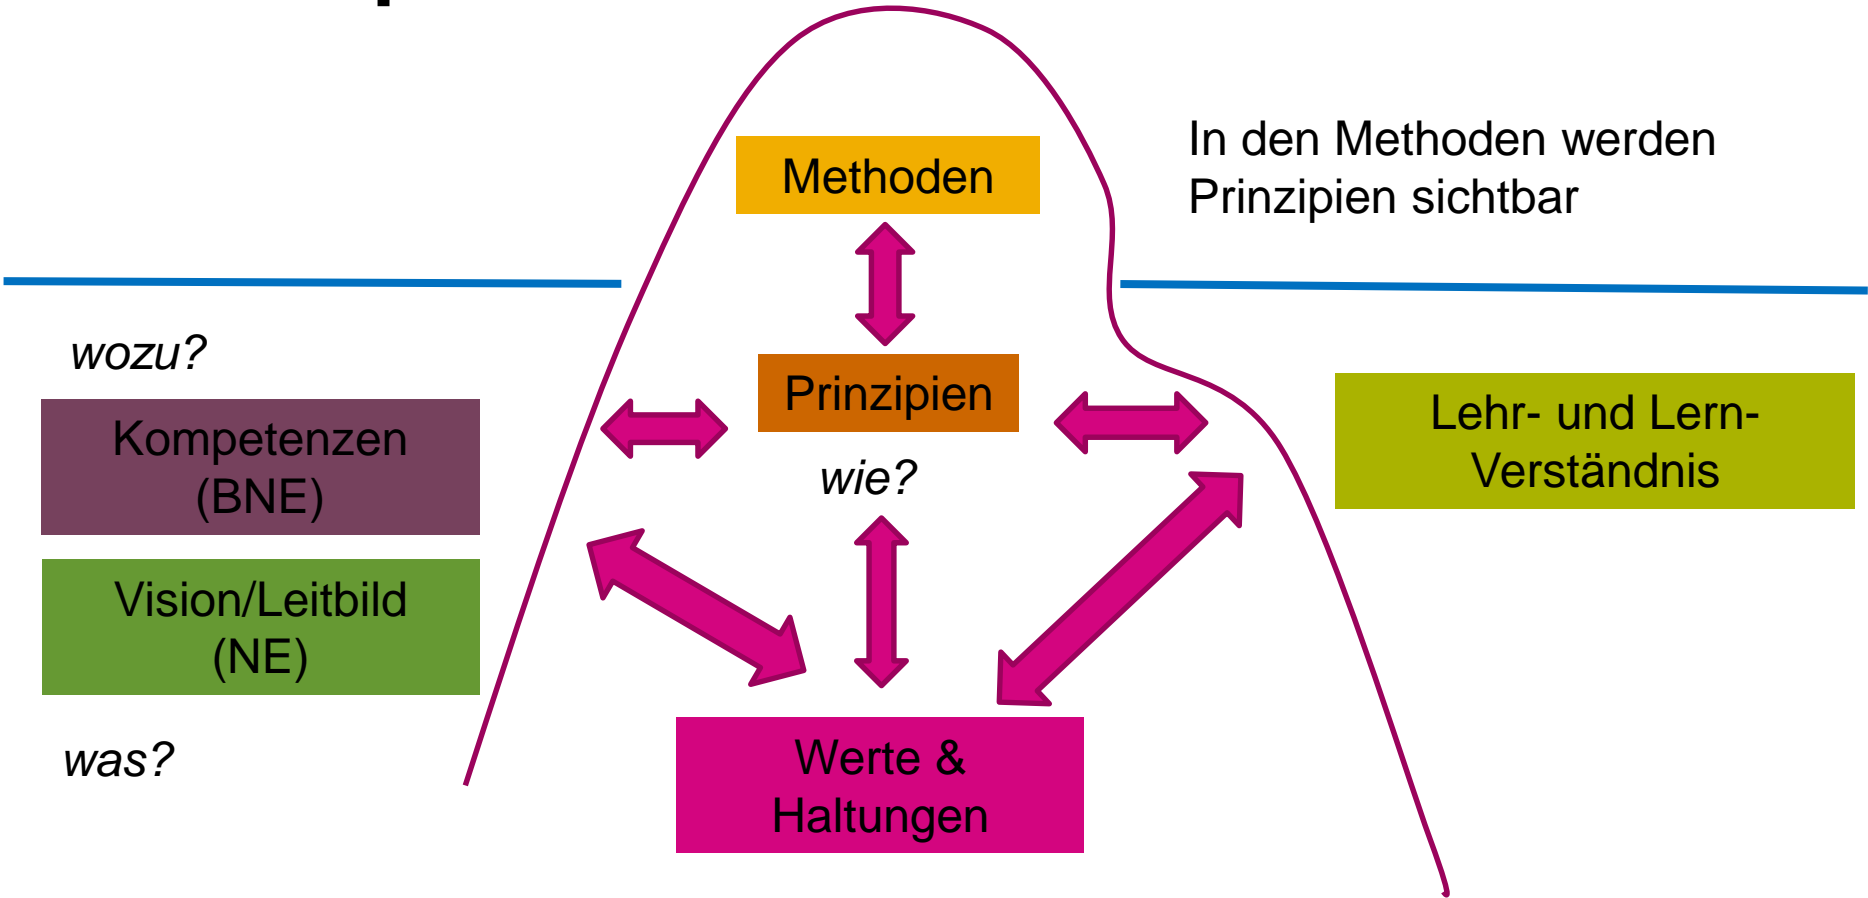 Methoden
In den Methoden werden
Prinzipien sichtbar
wozu?
Kompetenzen
(BNE)
Vision/Leitbild
(NE)
was?
Prinzipien
wie?
Werte &
Haltungen
Lehr- und Lern-
Verständnis